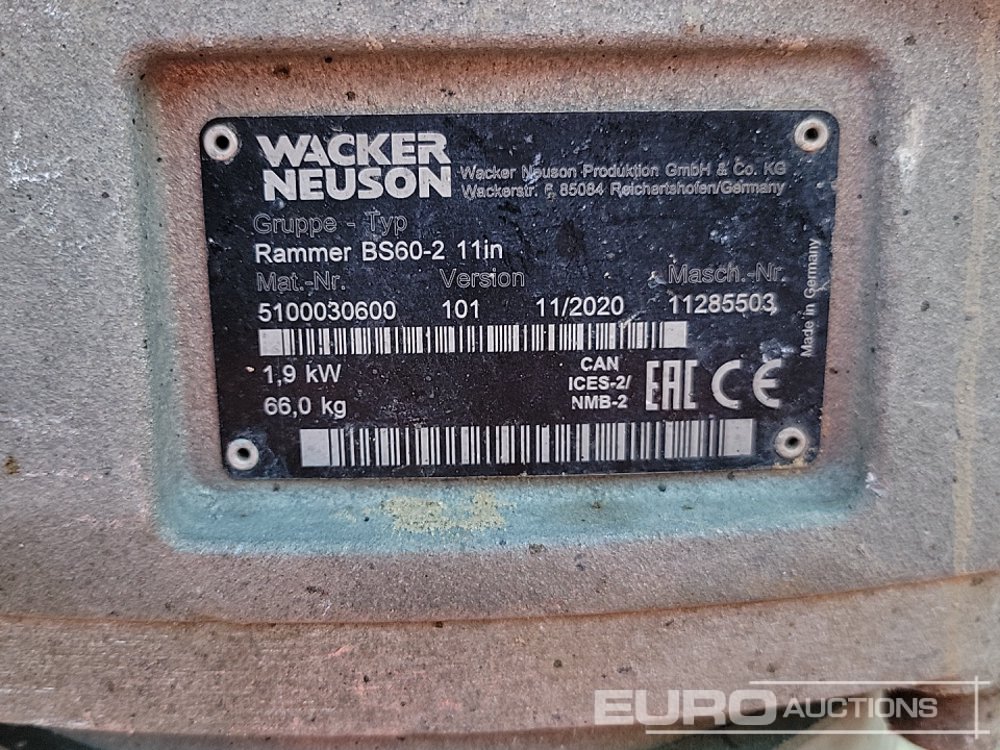 WACKER
NEUSON
Wacker Neuson Produktion GmbH & Co. KG
Wackerstr. 6 85084 Reichertshofen/Germany
Gruppe - Typ
Rammer BS60-2 11in
Mat.-Nr. Version Masch.-Nr.
5100030600 101 11/2020 11285503
1,9 kW
66,0 kg
CAN
ICES-2/
NMB-2
EAC CE
Made in Germany
EURO AUCTIONS